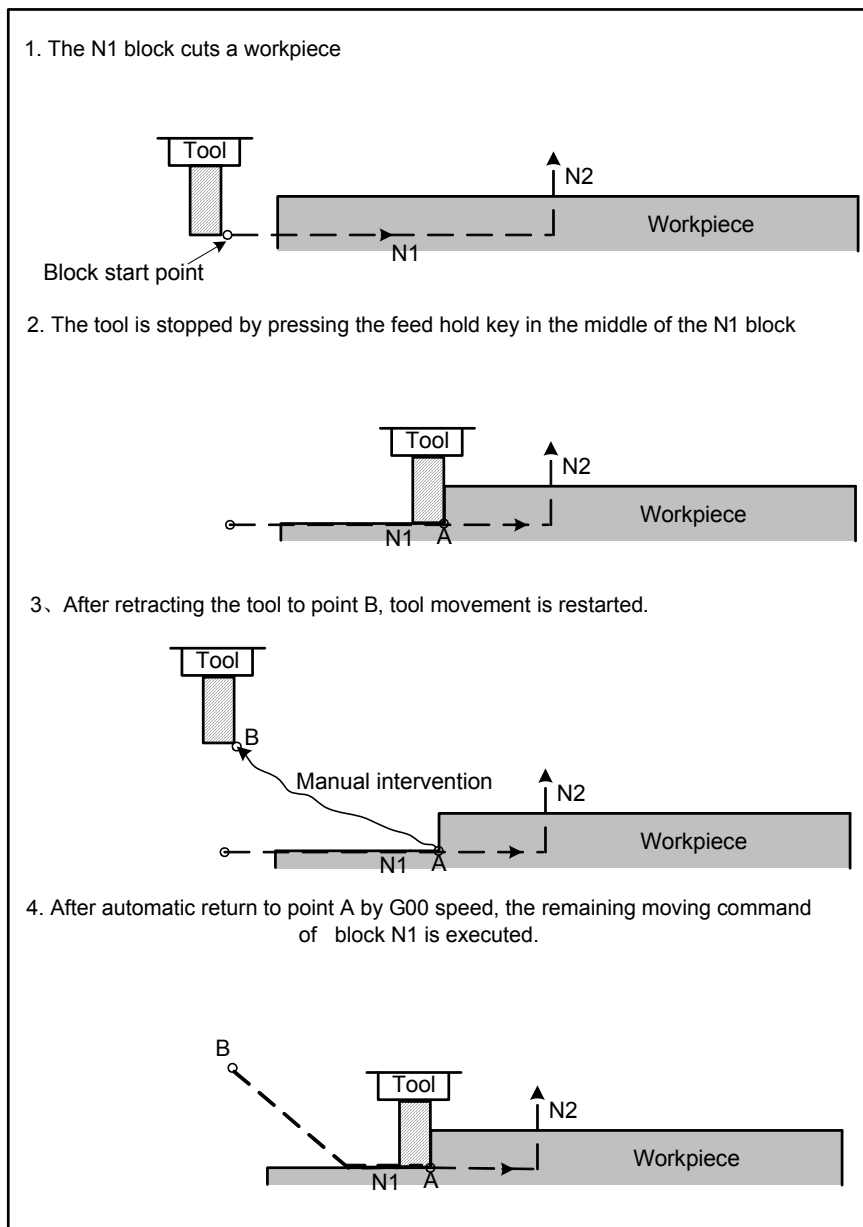 1. The N1 block cuts a workpiece
Tool
N2
Workpiece
N1
Block start point
2. The tool is stopped by pressing the feed hold key in the middle of the N1 block
Tool
N2
Workpiece
N1 A
3、After retracting the tool to point B, tool movement is restarted.
Tool
B
Manual intervention
N2
Workpiece
N1 A
4. After automatic return to point A by G00 speed, the remaining moving command
of block N1 is executed.
B
Tool
N2
Workpiece
N1 A